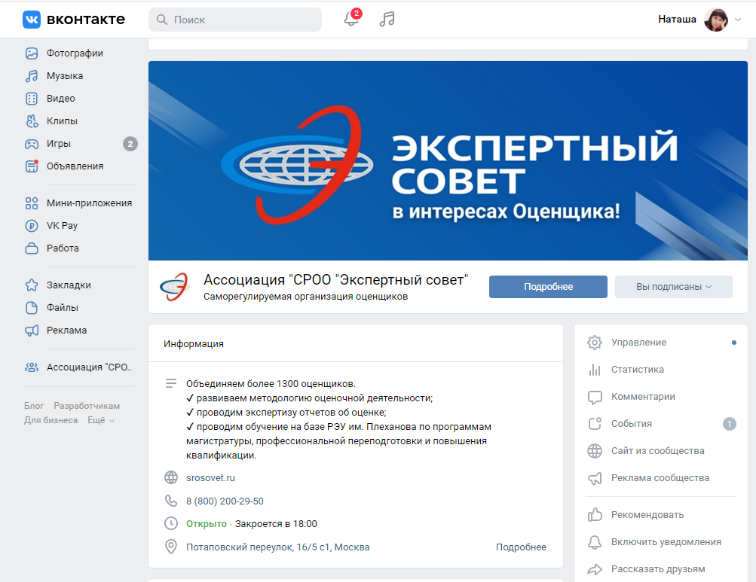 вконтакте
Поиск
2
Наташа
Фотографии
Музыка
Видео
Клипы
Игры
2
Объявления
Мини-приложения
VK Pay
Работа
Закладки
Файлы
Реклама
Ассоциация "СРО..
Блог Разработчикам
Для бизнеса Ещё
ЭКСПЕРТНЫЙ
СОВЕТ
в интересах Оценщика!
Ассоциация "СРОО "Экспертный совет"
Саморегулируемая организация оценщиков
Подробнее
Вы подписаны
Информация
Объединяем более 1300 оценщиков.
✓ развиваем методологию оценочной деятельности;
✓ проводим экспертизу отчетов об оценке;
✓ проводим обучение на базе РЭУ им. Плеханова по программам
магистратуры, профессиональной переподготовки и повышения
квалификации.
srosovet.ru
8 (800) 200-29-50
Открыто · Закроется в 18:00
Потаповский переулок, 16/5 с1, Москва
Подробнее
Управление
Статистика
Комментарии
События
1
Сайт из сообщества
Реклама сообщества
Рекомендовать
Включить уведомления
Рассказать друзьям